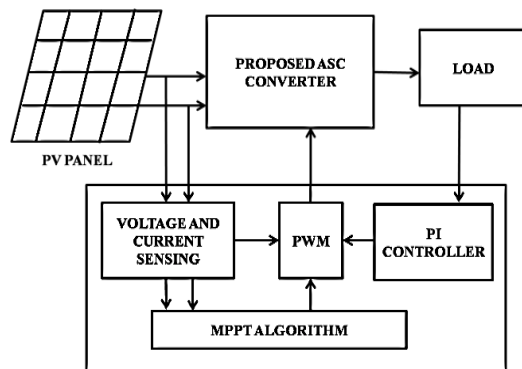 PROPOSED ASC
CONVERTER
LOAD
PV PANEL
VOLTAGE AND
CURRENT
SENSING
PWM
PI
CONTROLLER
MPPT ALGORITHM